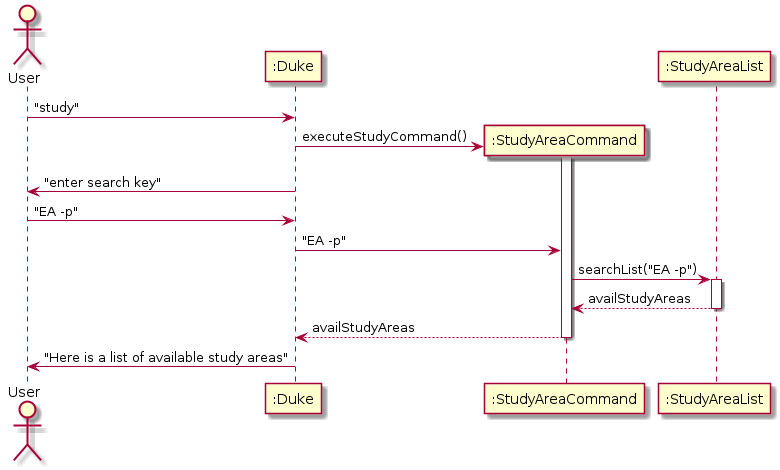 User
:Duke
:StudyAreaList
"study"
executeStudyCommand()
:StudyAreaCommand
"enter search key"
"EA -p"
"EA -p"
searchList("EA -p")
availStudyAreas
availStudyAreas
"Here is a list of available study areas"
User
:Duke
:StudyAreaCommand
:StudyAreaList